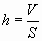 h = V/S